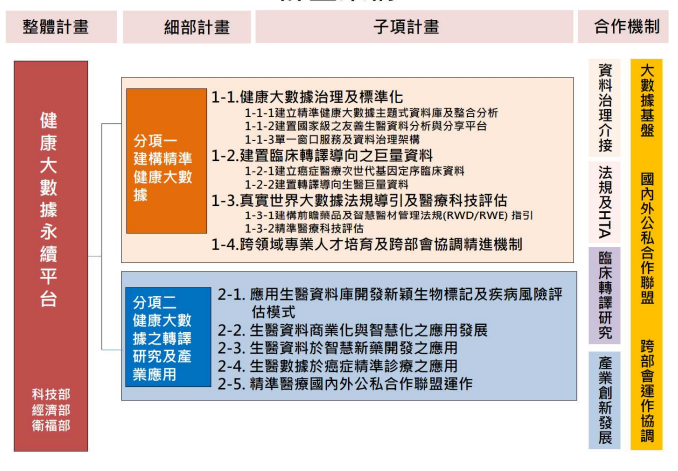 整體計畫
細部計畫
子項計畫
合作機制
健康大數據永續平台
科技部
經濟部
衛福部
分項一
建構精準
健康大數
據
1-1.健康大數據治理及標準化
1-1-1建立精準健康大數據主題式資料庫及整合分析
1-1-2建置國家級之友善生醫資料分析與分享平台
1-1-3單一窗口服務及資料治理架構
1-2.建置臨床轉譯導向之巨量資料
1-2-1建立癌症醫療次世代基因定序臨床資料
1-2-2建置轉譯導向生醫巨量資料
1-3.真實世界大數據法規導引及醫療科技評估
1-3-1建構前瞻藥品及智慧醫材管理法規(RWD/RWE) 指引
1-3-2精準醫療科技評估
1-4.跨領域專業人才培育及跨部會協調精進機制
分項二
健康大數
據之轉譯
研究及產
業應用
2-1. 應用生醫資料庫開發新穎生物標記及疾病風險評
估模式
2-2. 生醫資料商業化與智慧化之應用發展
2-3. 生醫資料於智慧新藥開發之應用
2-4. 生醫數據於癌症精準診療之應用
2-5. 精準醫療國內外公私合作聯盟運作
資料治理介接
法規及HTA
臨床轉譯研究
產業創新發展
大數據基盤
國內外公私合作聯盟
跨部會運作協調